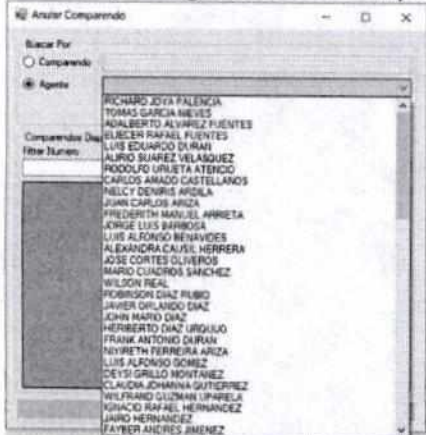 Anular Comparendo
Buscar Por
Comparendo
Agente
RICHARD JOYA PALENCIA
TOMAS GARCIA NIEVES
ADALBERTO ALVAREZ FUENTES
ELIECER RAFAEL FUENTES
LUIS EDUARDO DURAN
ALIRIO SUAREZ VELASQUEZ
RODOLFO URUETA ATENCIO
CARLOS AMADO CASTELLANOS
NELCY DENIRIS ARDILA
JUAN CARLOS ARIZA
FREDERITH MANUEL ARRIETA
JORGE LUIS BARBOSA
LUIS ALFONSO BENAVIDES
ALEXANDRA CAUSIL HERRERA
JOSE CORTES OLIVEROS
MARIO CUADROS SANCHEZ
WILSON REAL
ROBINSON DIAZ RUBIO
JAVIER ORLANDO DIAZ
JOHN MARIO DIAZ
HERIBERTO DIAZ URQUIJO
FRANK ANTONIO DURAN
NIYIRETH FERREIRA ARIZA
LUIS ALFONSO GOMEZ
DEYSI GRILLO MONTAÑEZ
CLAUDIA JOHANNA GUTIERREZ
WILFRAND GUZMAN UPARELA
IGNACIO RAFAEL HERNANDEZ
JAIRO HERNANDEZ
FAYBER ANDRES JIMENEZ
Comparendos
Filtrar Numero